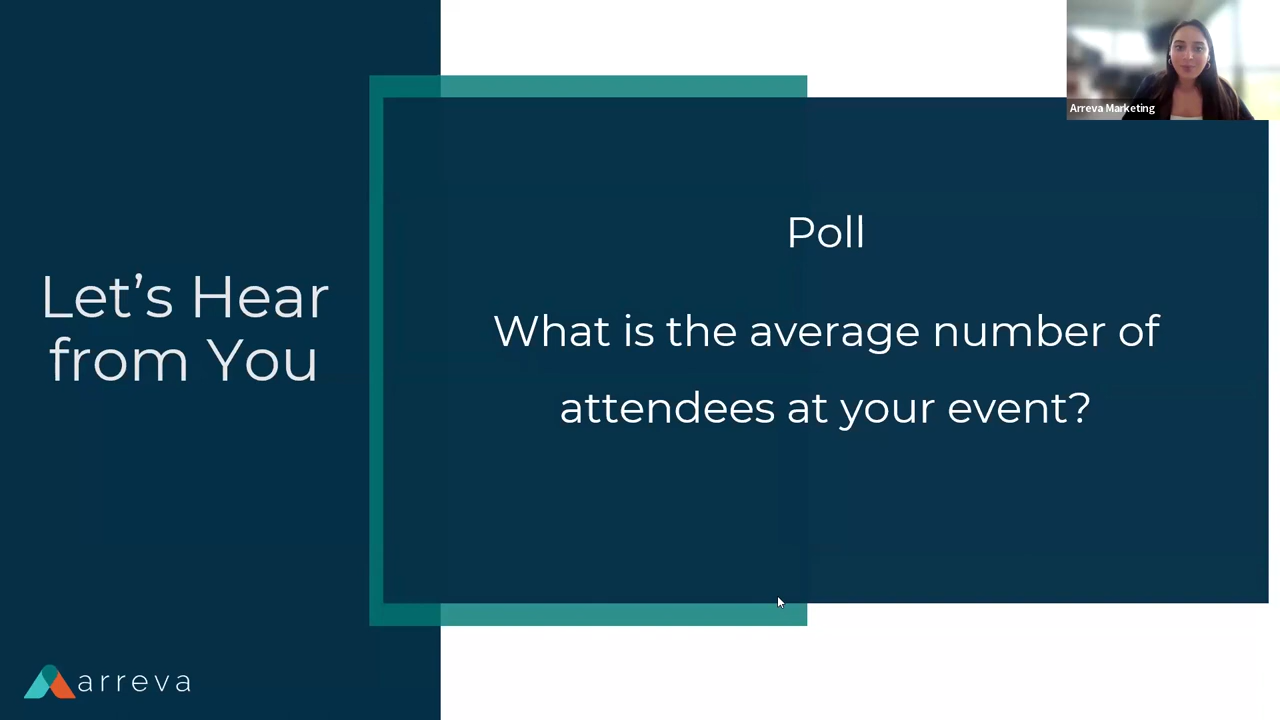 Arreva Marketing
Let’s Hear
from You
Poll
What is the average number of
attendees at your event?
arreva